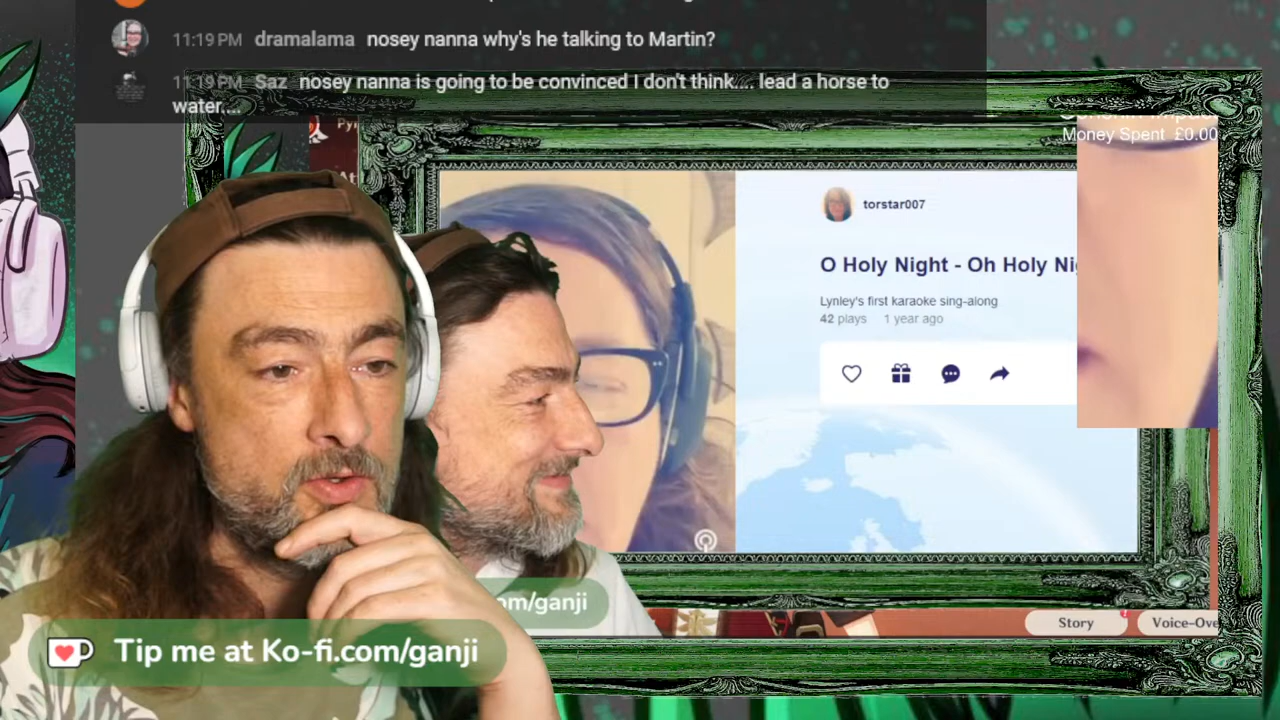 11:19 PM dramalama nosey nanna why's he talking to Martin?
11:19 PM Saz nosey nanna is going to be convinced I don't think.... lead a horse to
water....
Money Spent £0.00
torstar007
O Holy Night - Oh Holy Ni
Lynley's first karaoke sing-along
42 plays 1 year ago
om/ganji
Tip me at Ko-fi.com/ganji
Story
Voice-Ove